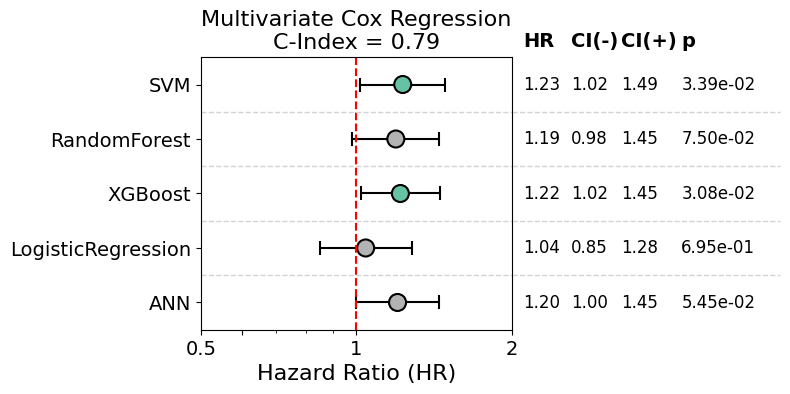 Multivariate Cox Regression
C-Index = 0.79
HR CI(-) CI(+) p
SVM 1.23 1.02 1.49 3.39e-02
RandomForest 1.19 0.98 1.45 7.50e-02
XGBoost 1.22 1.02 1.45 3.08e-02
LogisticRegression 1.04 0.85 1.28 6.95e-01
ANN 1.20 1.00 1.45 5.45e-02
0.5 1 2
Hazard Ratio (HR)